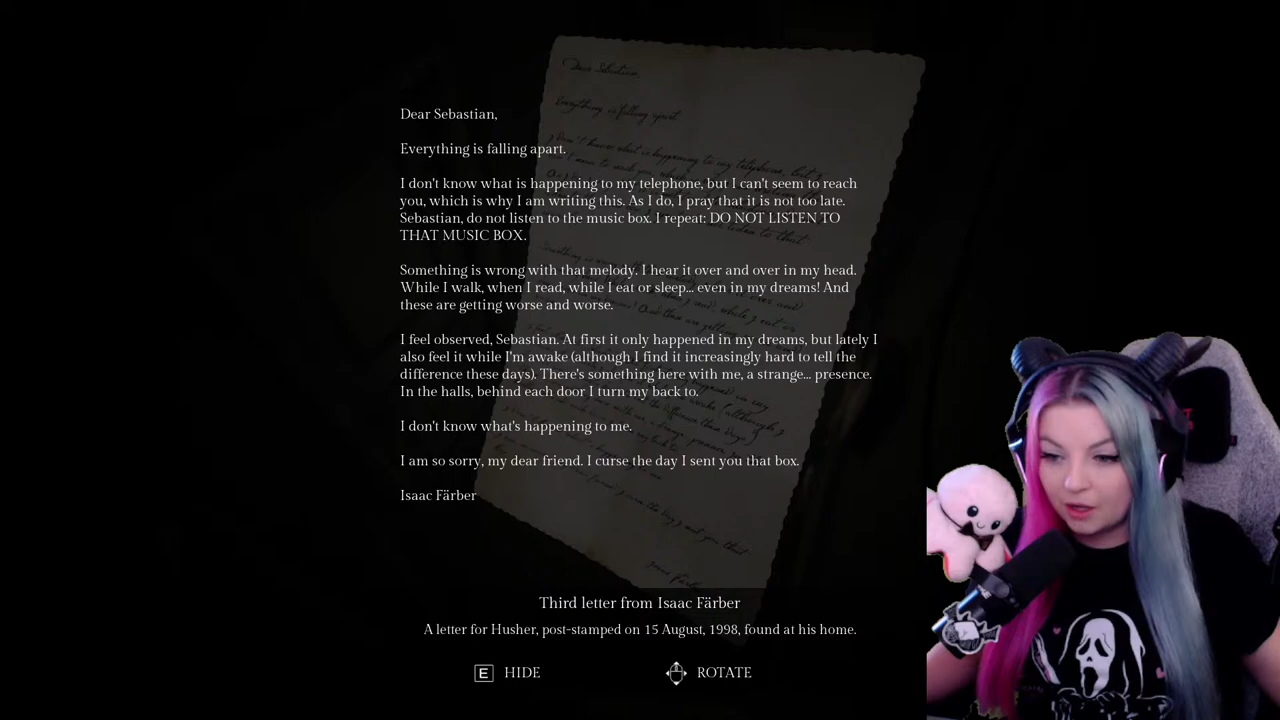 Dear Sebastian,
Everything is falling apart.
I don't know what is happening to my telephone, but I can't seem to reach
you, which is why I am writing this. As I do, I pray that it is not too late.
Sebastian, do not listen to the music box. I repeat: DO NOT LISTEN TO
THAT MUSIC BOX.
Something is wrong with that melody. I hear it over and over in my head.
While I walk, when I read, while I eat or sleep... even in my dreams! And
these are getting worse and worse.
I feel observed, Sebastian. At first it only happened in my dreams, but lately I
also feel it while I'm awake (although I find it increasingly hard to tell the
difference these days). There's something here with me, a strange... presence.
In the halls, behind each door I turn my back to.
I don't know what's happening to me.
I am so sorry, my dear friend. I curse the day I sent you that box.
Isaac Färber
Third letter from Isaac Färber
A letter for Husher, post-stamped on 15 August, 1998, found at his home.
E HIDE
ROTATE